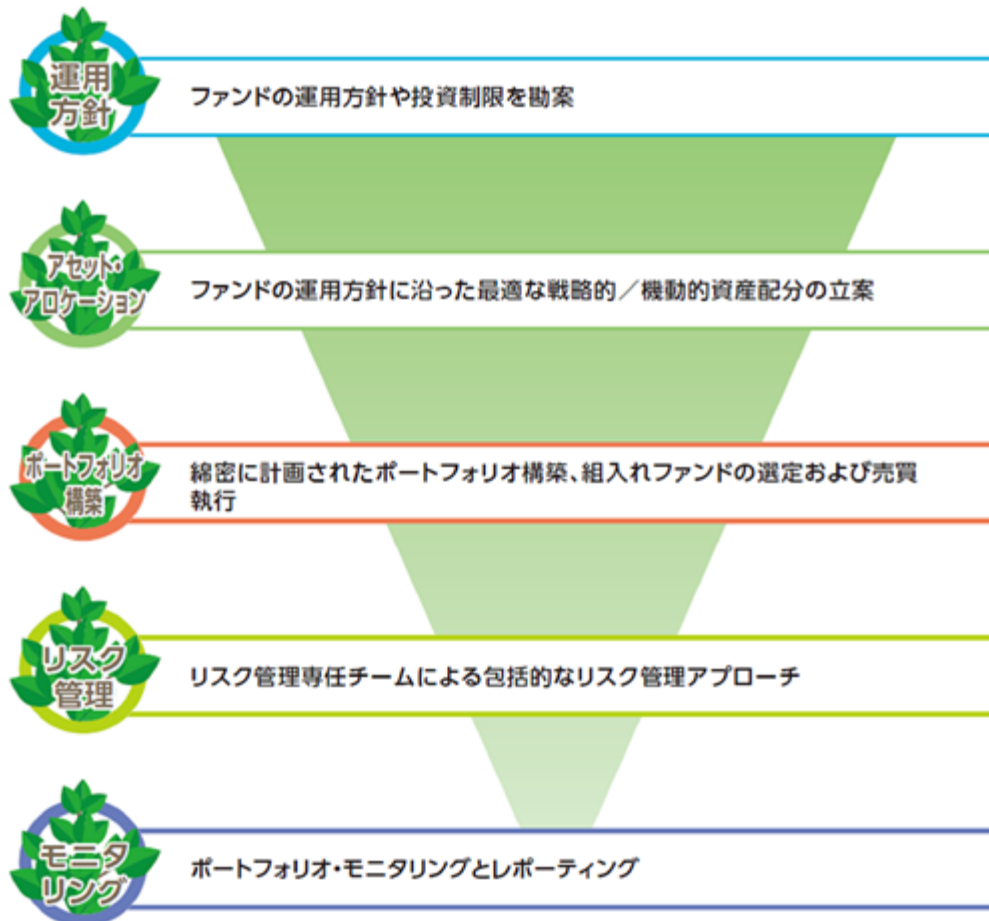 運用
方針
ファンドの運用方針や投資制限を勘案
アセット・
アロケーション
ファンドの運用方針に沿った最適な戦略的／機動的資産配分の立案
ポートフォリオ
構築
綿密に計画されたポートフォリオ構築、組入れファンドの選定および売買
執行
リスク
管理
リスク管理専任チームによる包括的なリスク管理アプローチ
モニタ
リング
ポートフォリオ・モニタリングとレポーティング